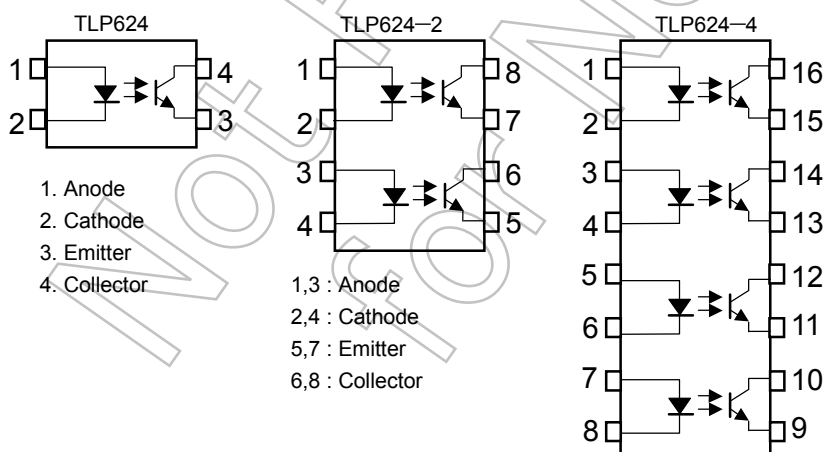 TLP624
1
2
4
3
1. Anode
2. Cathode
3. Emitter
4. Collector
TLP624−2
1
2
3
4
8
7
6
5
1,3 : Anode
2,4 : Cathode
5,7 : Emitter
6,8 : Collector
TLP624−4
1
2
3
4
5
6
7
8
16
15
14
13
12
11
10
9
Not
for